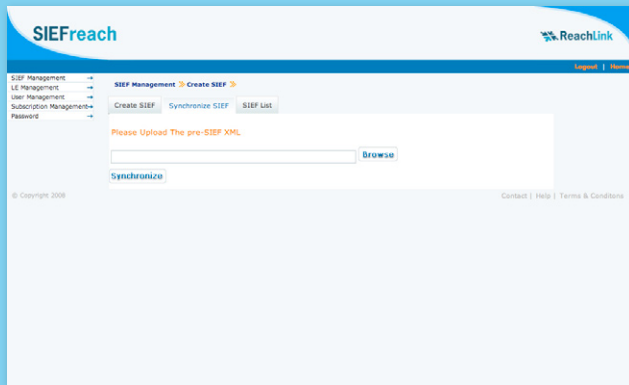 SIEFreach
ReachLink
Logout | Home
SIEF Management
LE Management
User Management
Subscription Management
Password
SIEF Management Create SIEF
Create SIEF Synchronize SIEF SIEF List
Please Upload The pre-SIEF XML
Browse
Synchronize
© Copyright 2008
Contact | Help | Terms & Conditons